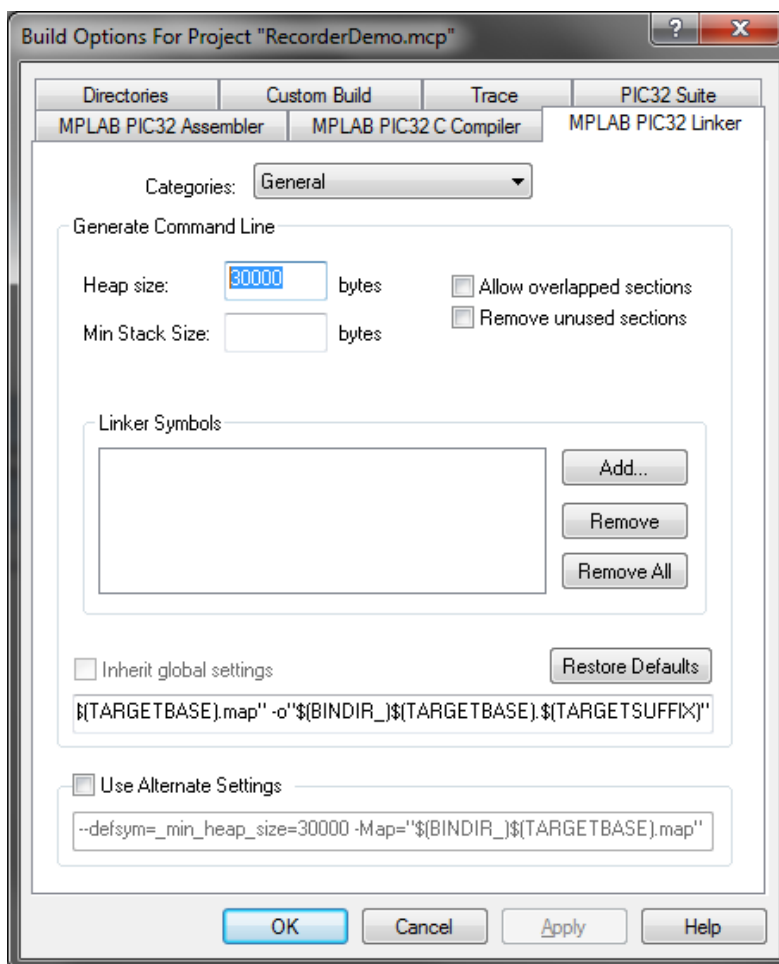 Build Options For Project "RecorderDemo.mcp"
Directories Custom Build Trace PIC32 Suite
MPLAB PIC32 Assembler MPLAB PIC32 C Compiler MPLAB PIC32 Linker
Categories: General
Generate Command Line
Heap size: 30000 bytes Allow overlapped sections
Remove unused sections
Min Stack Size: bytes
Linker Symbols
Add...
Remove
Remove All
Inherit global settings Restore Defaults
$(TARGETBASE).map" -o"$(BINDIR_)$(TARGETBASE).$(TARGETSUFFIX)"
Use Alternate Settings
--defsym=_min_heap_size=30000 -Map="$(BINDIR_)$(TARGETBASE).map"
OK Cancel Apply Help